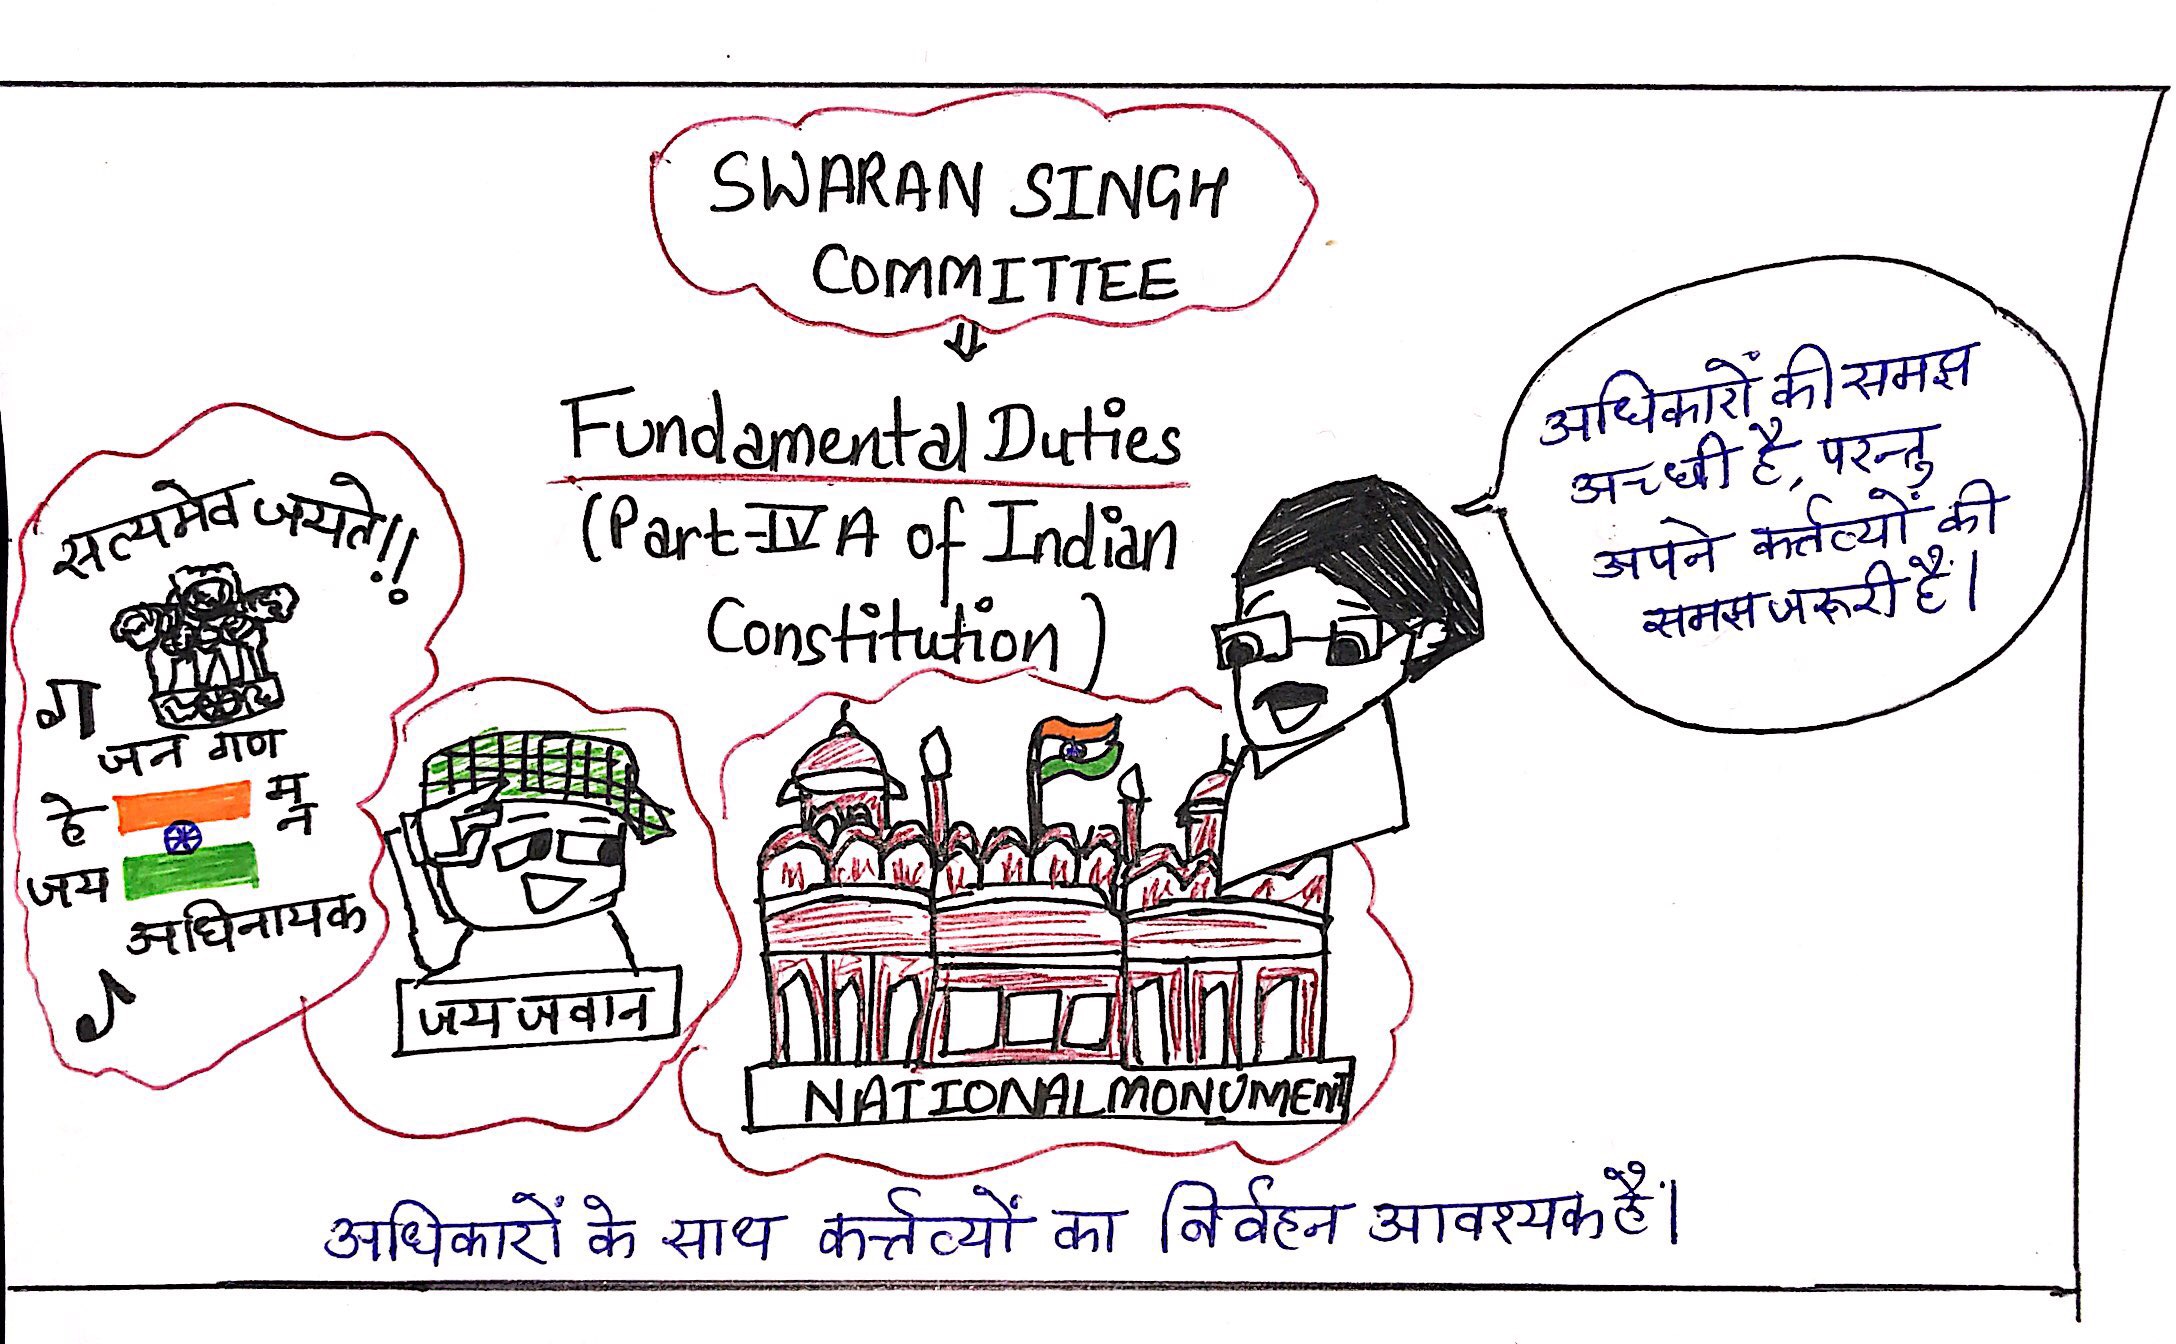 SWARAN SINGH
COMMITTEE
Fundamental Duties
(Part-IV A of Indian
Constitution)
अधिकारों की समझ
अच्छी है, परन्तु
अपने कर्तव्यों की
समझ जरूरी हैं।
सत्यमेव जयते!!
जन गण
मन
हे
जय
अधिनायक
जय जवान
NATIONAL MONUMENT
अधिकारों के साथ कर्त्तव्यों का निर्वहन आवश्यक हैं।